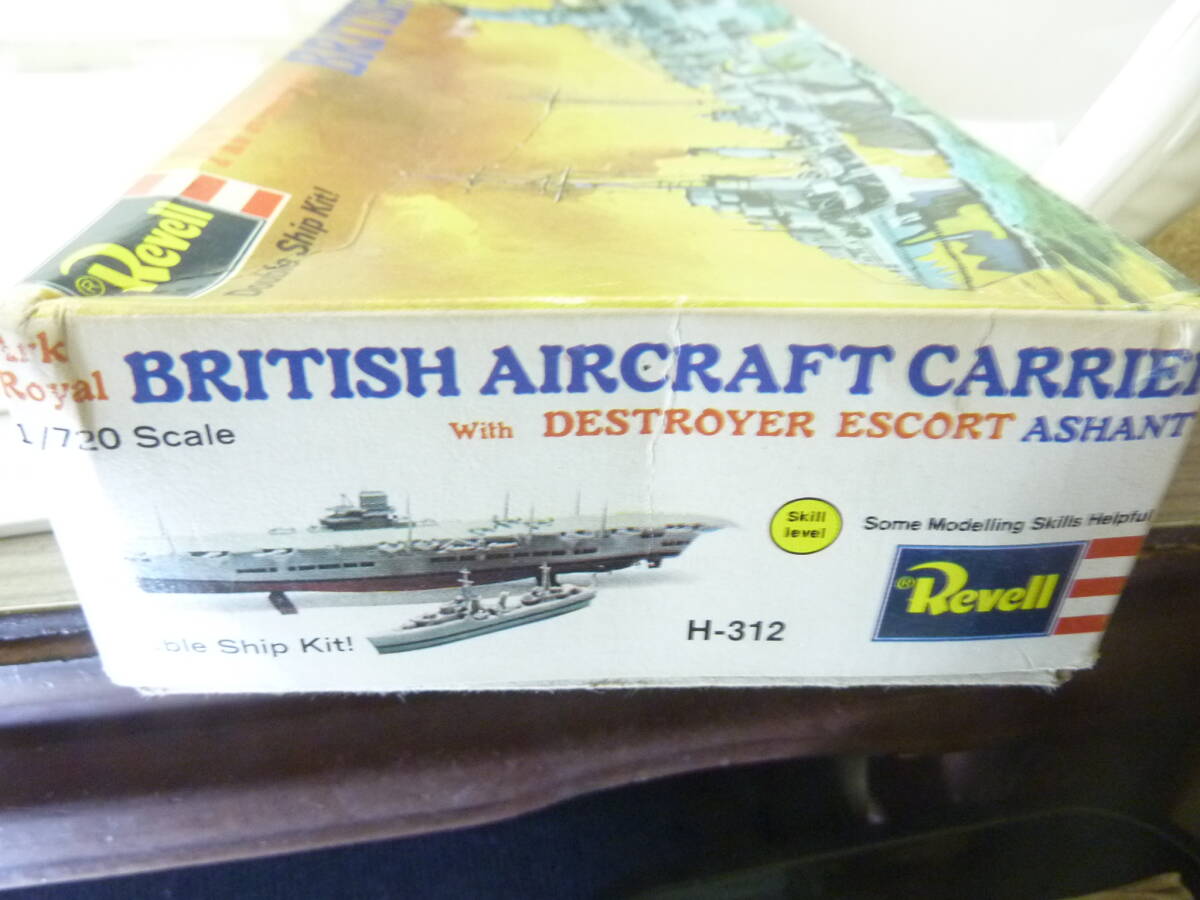 ® Revell
Double Ship Kit!
Ark
Royal
BRITISH AIRCRAFT CARRIER
With DESTROYER ESCORT ASHANT
1/720 Scale
Skill
level
Some Modelling Skills Helpful
® Revell
H-312
ble Ship Kit!